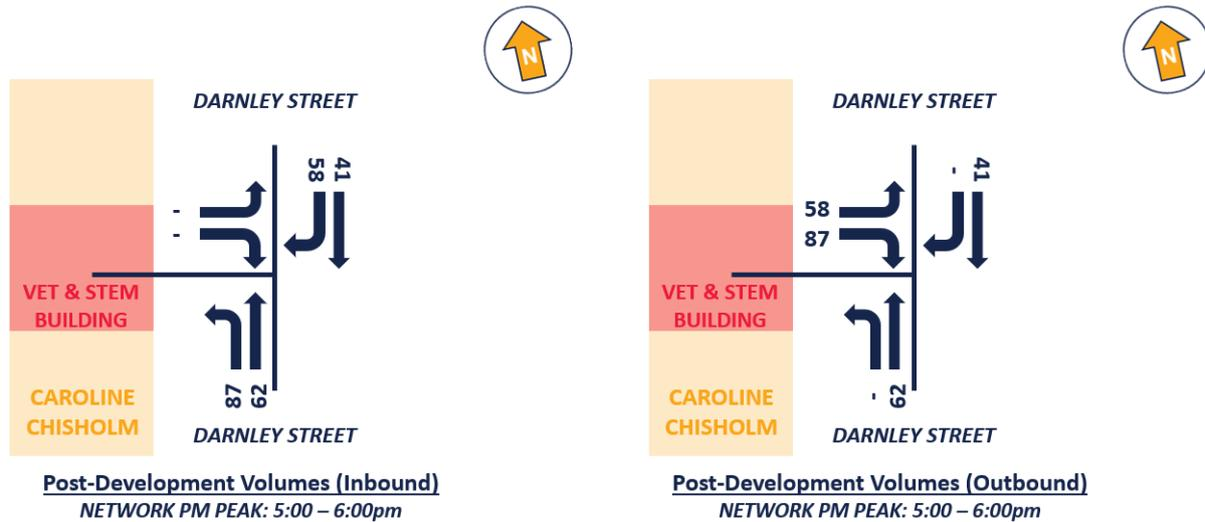 N
DARNLEY STREET
58 41
-
-
VET & STEM
BUILDING
CAROLINE
CHISHOLM
87 62
DARNLEY STREET
Post-Development Volumes (Inbound)
NETWORK PM PEAK: 5:00 – 6:00pm
N
DARNLEY STREET
- 41
58
87
VET & STEM
BUILDING
CAROLINE
CHISHOLM
- 62
DARNLEY STREET
Post-Development Volumes (Outbound)
NETWORK PM PEAK: 5:00 – 6:00pm